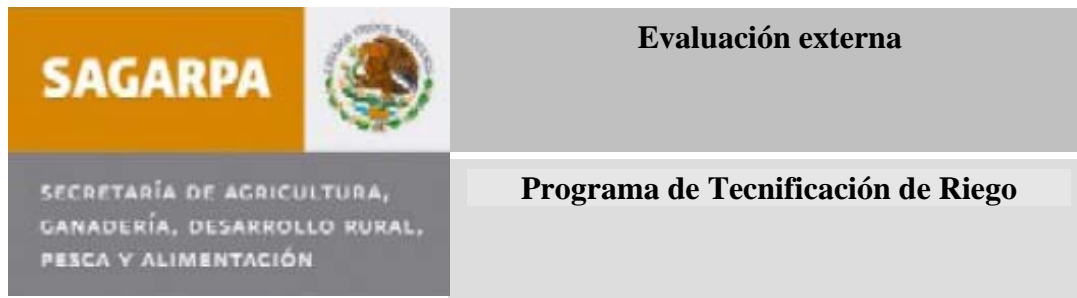 SAGARPA
SECRETARÍA DE AGRICULTURA,
GANADERÍA, DESARROLLO RURAL,
PESCA Y ALIMENTACIÓN
Evaluación externa
Programa de Tecnificación de Riego